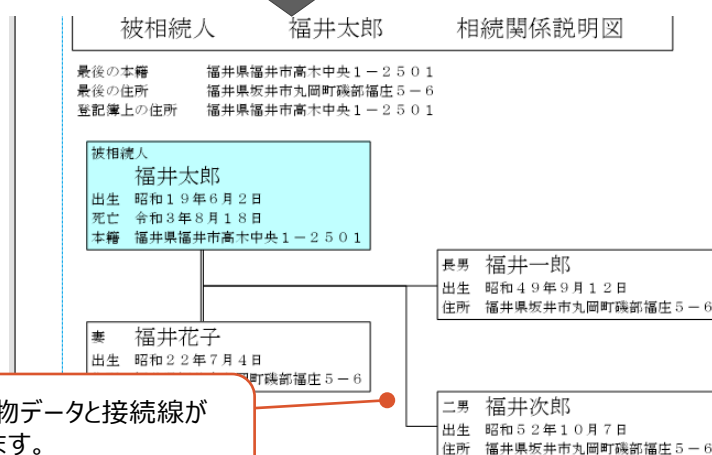 被相続人　福井太郎　相続関係説明図
最後の本籍　福井県福井市高木中央１－２５０１
最後の住所　福井県坂井市丸岡町磯部福庄５－６
登記簿上の住所　福井県福井市高木中央１－２５０１
被相続人
福井太郎
出生　昭和１９年６月２日
死亡　令和３年８月１８日
本籍　福井県福井市高木中央１－２５０１
長男　福井一郎
出生　昭和４９年９月１２日
住所　福井県坂井市丸岡町磯部福庄５－６
妻　福井花子
出生　昭和２２年７月４日
町磯部福庄５－６
二男　福井次郎
出生　昭和５２年１０月７日
住所　福井県坂井市丸岡町磯部福庄５－６
物データと接続線が
ます。